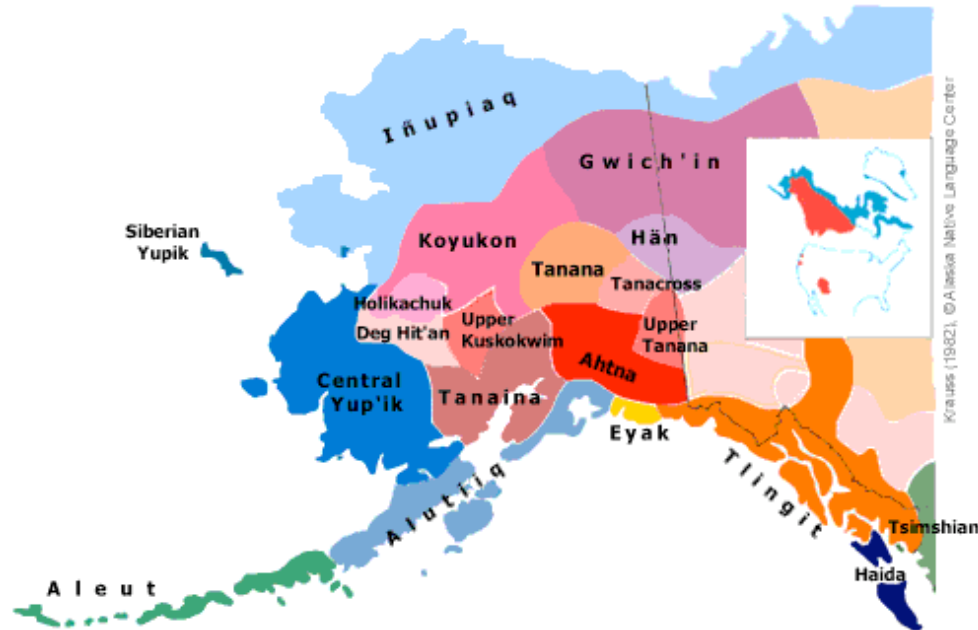 Iñupiaq
Gwich'in
Siberian
Yupik
Koyukon
Hän
Tanana
Tanacross
Holikachuk
Deg Hit'an
Upper
Kuskokwim
Upper
Tanana
Ahtna
Central
Yup'ik
Tanaina
Eyak
Alutiiq
Tlingit
Tsimshian
Haida
Aleut
Krauss (1982), © Alaska Native Language Center